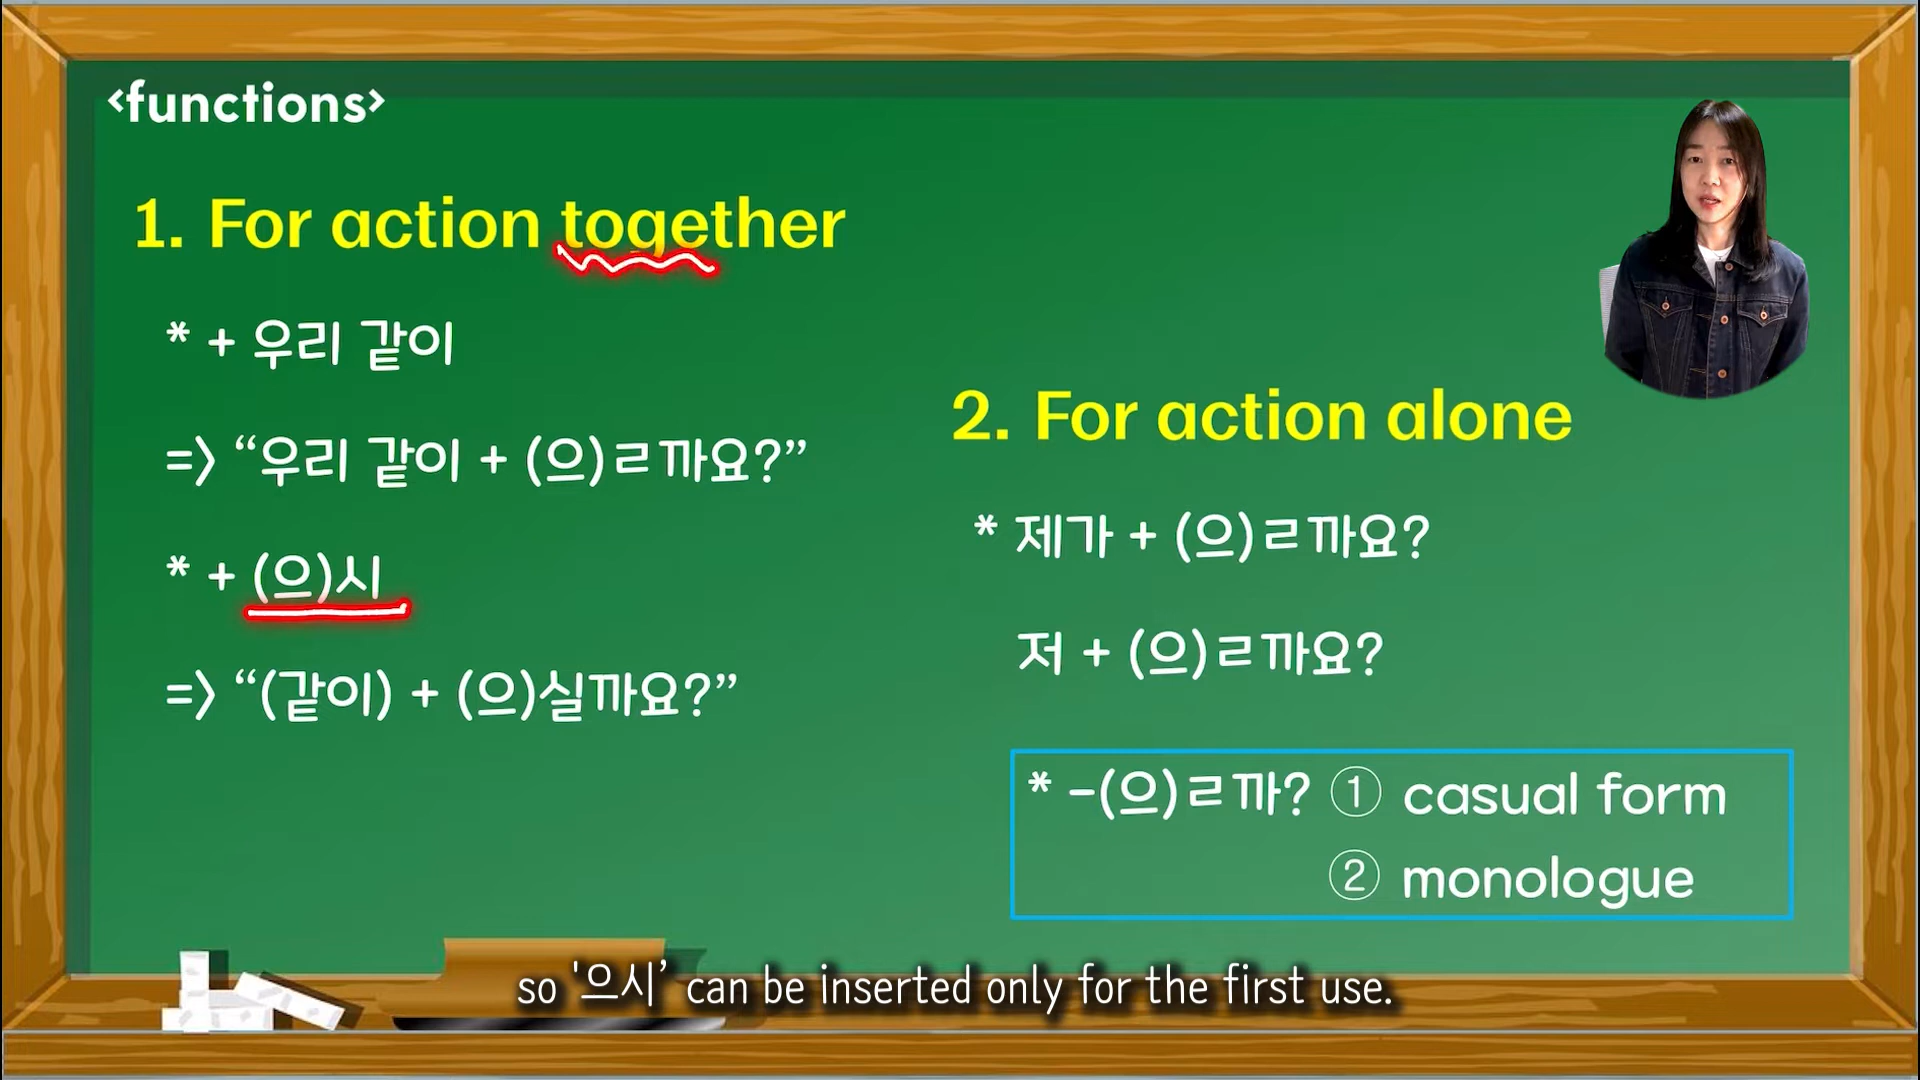 <functions>
1. For action together
* + 우리 같이
=> “우리 같이 + (으)ㄹ까요?”
* + (으)시
=> “(같이) + (으)실까요?”
2. For action alone
* 제가 + (으)ㄹ까요?
저 + (으)ㄹ까요?
* -(으)ㄹ까? ① casual form
② monologue
so '으시’ can be inserted only for the first use.